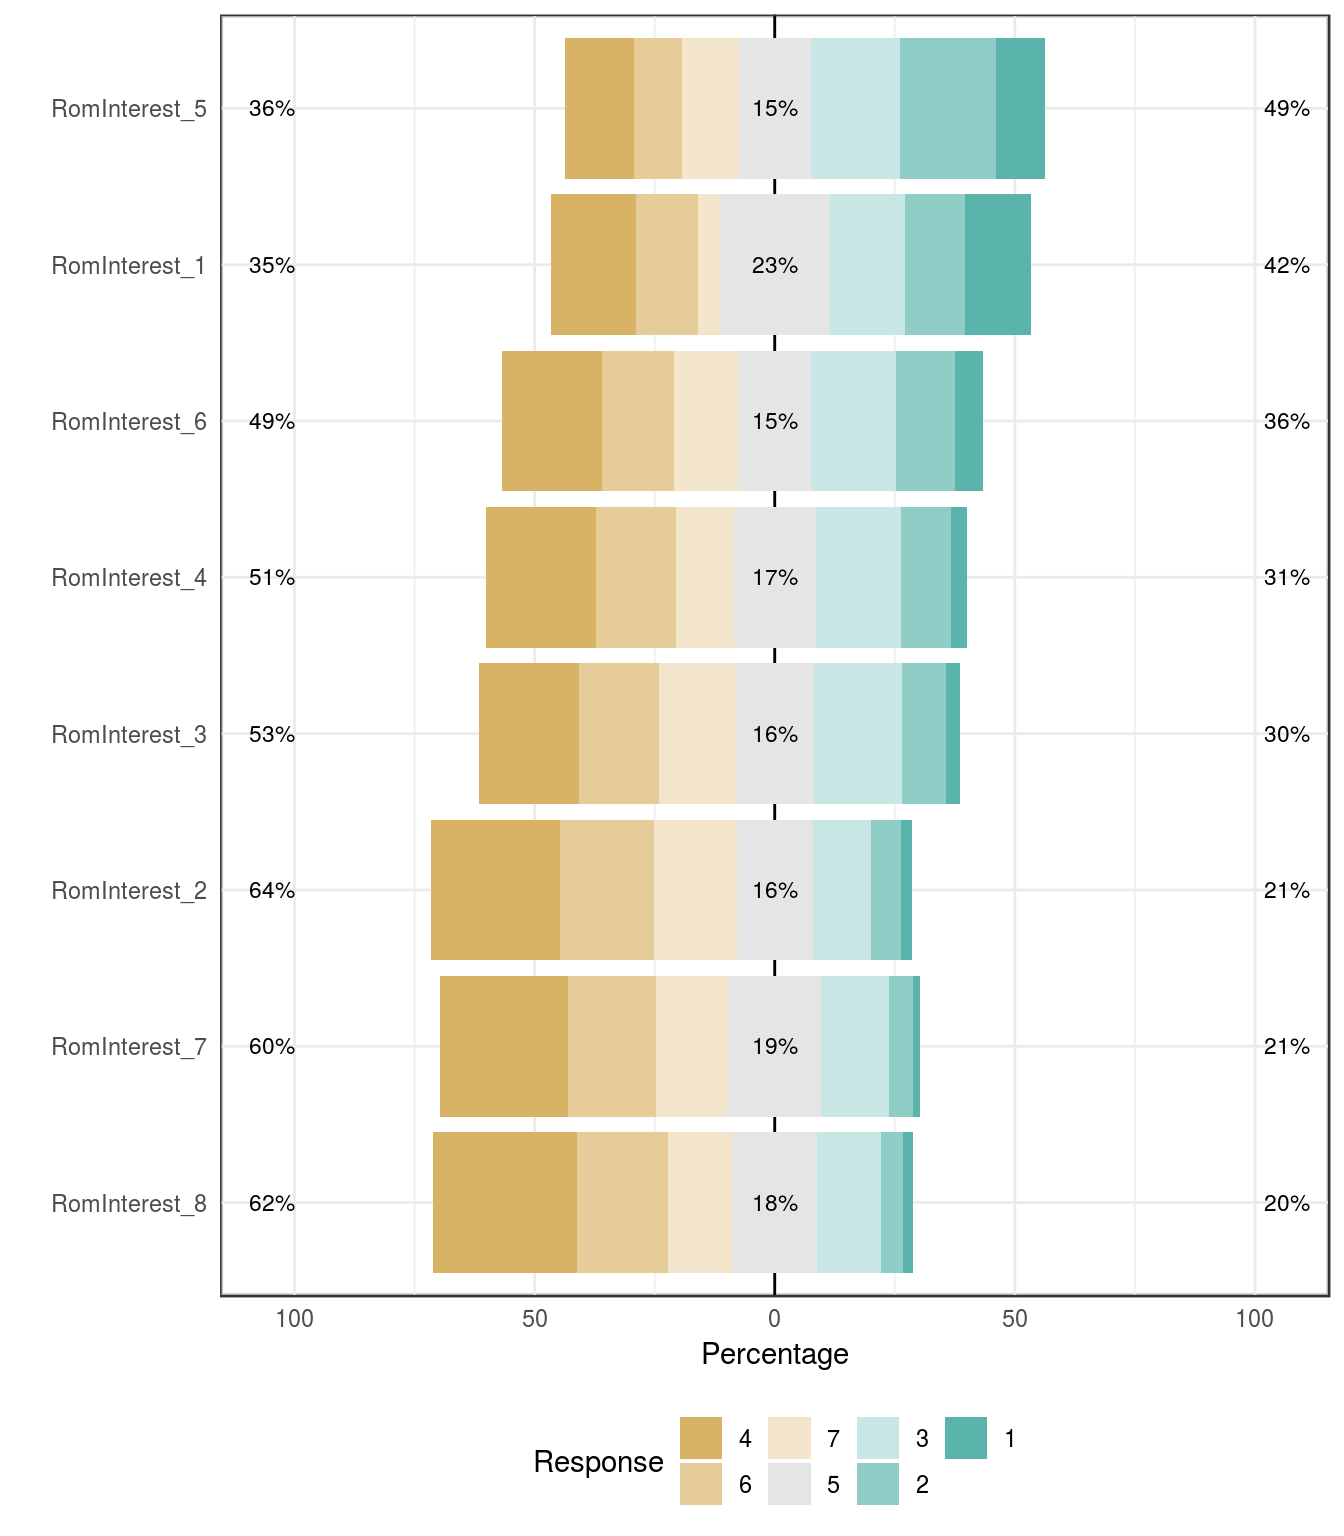 RomInterest_5 36% 15% 49%
RomInterest_1 35% 23% 42%
RomInterest_6 49% 15% 36%
RomInterest_4 51% 17% 31%
RomInterest_3 53% 16% 30%
RomInterest_2 64% 16% 21%
RomInterest_7 60% 19% 21%
RomInterest_8 62% 18% 20%
100 50 0 50 100
Percentage
Response
4 7 3 1
6 5 2